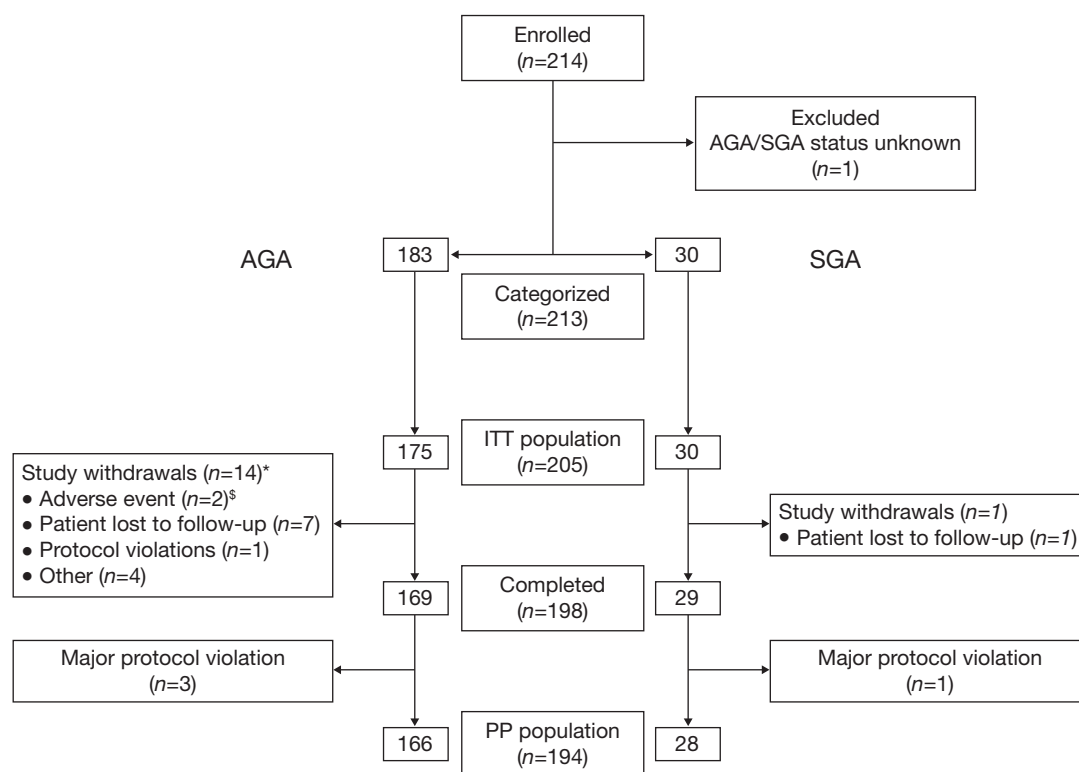 Enrolled
(n=214)
Excluded
AGA/SGA status unknown
(n=1)
AGA
183
30
SGA
Categorized
(n=213)
175
ITT population
(n=205)
30
Study withdrawals (n=14)*
• Adverse event (n=2)$
• Patient lost to follow-up (n=7)
• Protocol violations (n=1)
• Other (n=4)
Study withdrawals (n=1)
• Patient lost to follow-up (n=1)
169
Completed
(n=198)
29
Major protocol violation
(n=3)
Major protocol violation
(n=1)
166
PP population
(n=194)
28